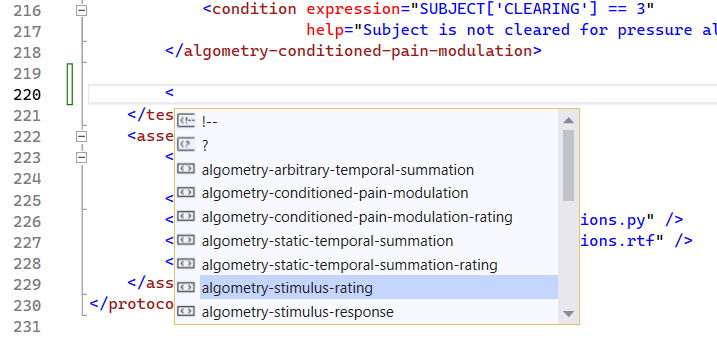 216 <condition expression="SUBJECT['CLEARING'] == 3"
217 help="Subject is not cleared for pressure al
218 </algometry-conditioned-pain-modulation>
219
220 <
221 </tes
222 <asse
223 <
224
225 <
226 < ions.py" />
227 < ions.rtf" />
228 <
229 </ass
230 </protoco
231
!--
?
algometry-arbitrary-temporal-summation
algometry-conditioned-pain-modulation
algometry-conditioned-pain-modulation-rating
algometry-static-temporal-summation
algometry-static-temporal-summation-rating
algometry-stimulus-rating
algometry-stimulus-response